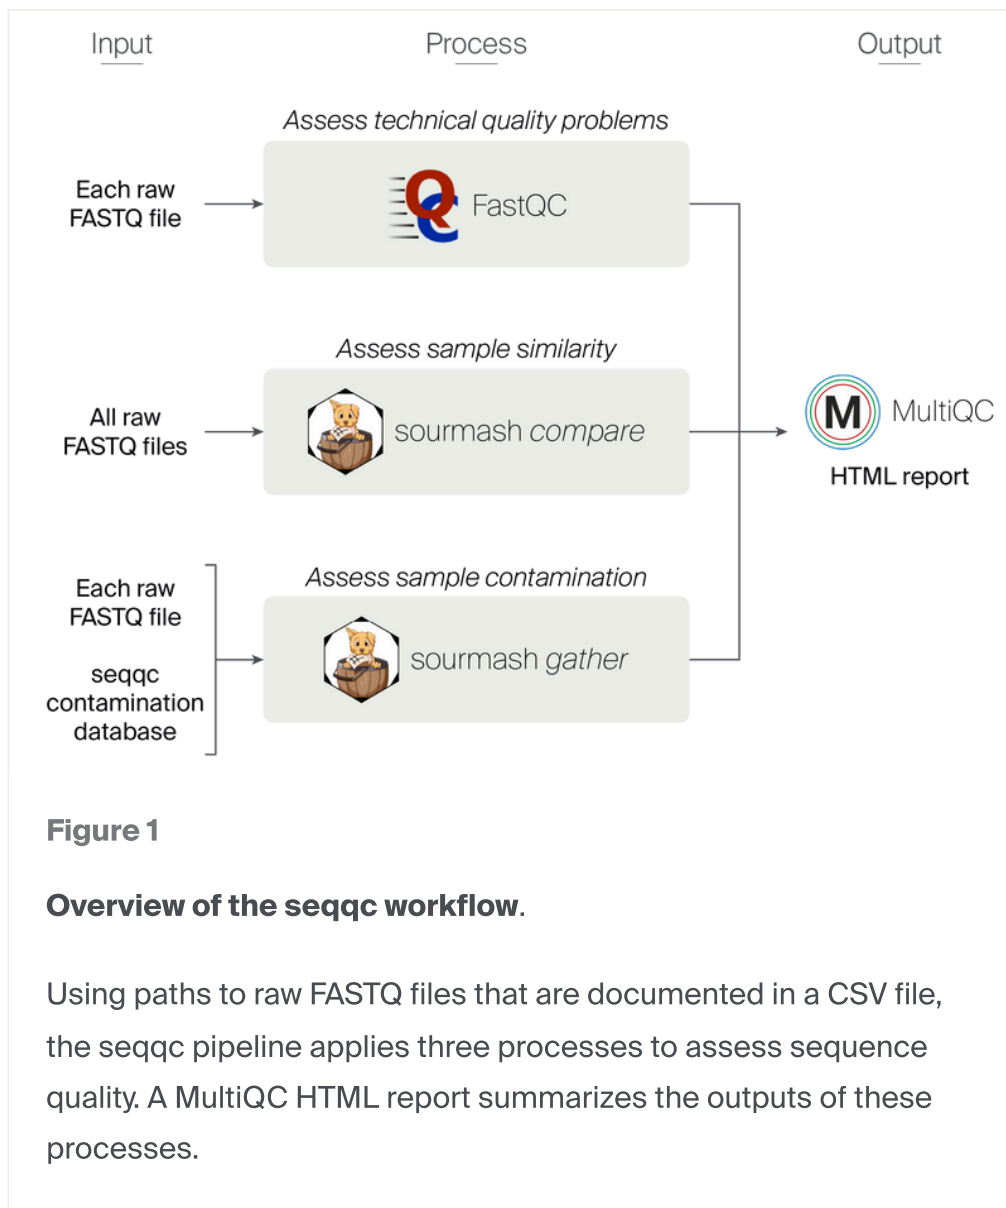 Input
Process
Output
Assess technical quality problems
Each raw
FASTQ file
QC FastQC
Assess sample similarity
All raw
FASTQ files
sourmash compare
M MultiQC
HTML report
Assess sample contamination
Each raw
FASTQ file
seqqc
contamination
database
sourmash gather
Figure 1
Overview of the seqqc workflow.
Using paths to raw FASTQ files that are documented in a CSV file,
the seqqc pipeline applies three processes to assess sequence
quality. A MultiQC HTML report summarizes the outputs of these
processes.